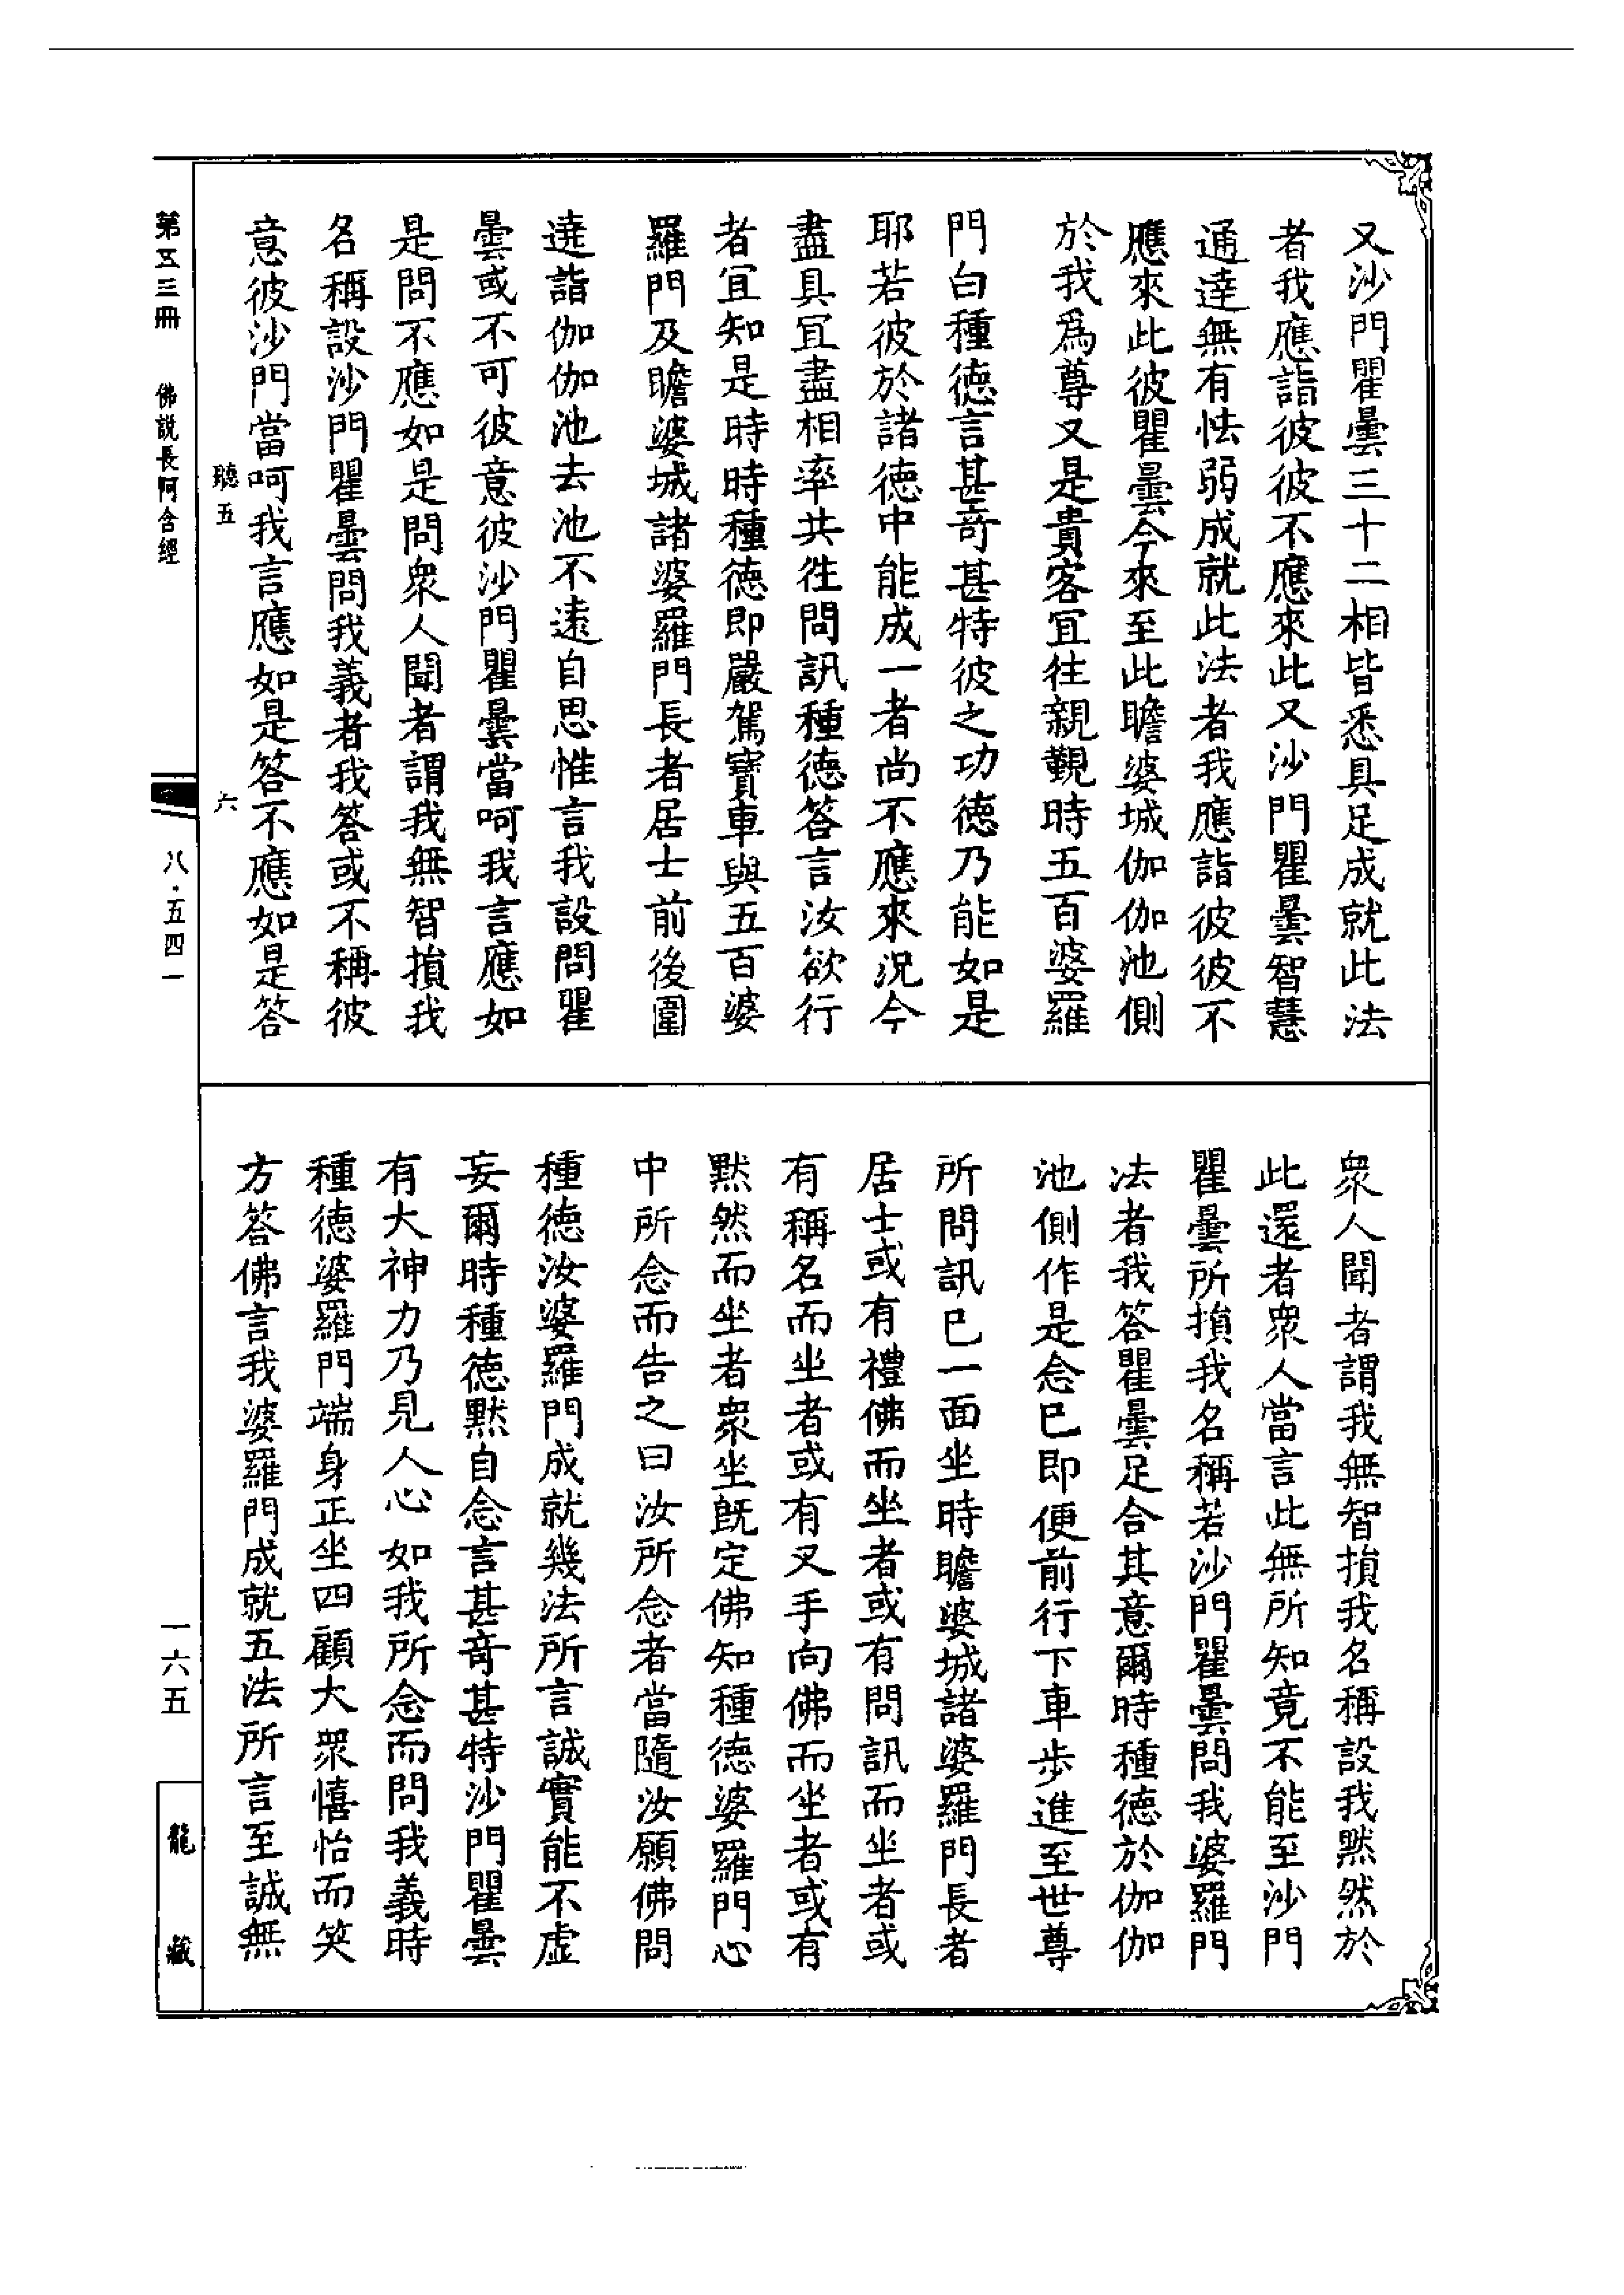 又沙門瞿曇三十二相皆悉具足成就此法
者我應詣彼彼不應來此又沙門瞿曇智慧
通達無有怯弱成就此法者我應詣彼彼不
應來此彼瞿曇今來至此瞻婆城伽伽池側
於我爲尊又是貴客宜往親覲時五百婆羅
門白種德言甚奇甚特彼之功德乃能如是
耶若彼於諸德中能成一者尚不應來況今
盡具宜盡相率共往問訊種德答言汝欲行
者宜知是時時種德即嚴駕寶車與五百婆
羅門及瞻婆城諸婆羅門長者居士前後圍
遶詣伽伽池去池不遠自思惟言我設問瞿
曇或不可彼意彼沙門瞿曇當呵我言應如
是問不應如是問衆人聞者謂我無智損我
名稱設沙門瞿曇問我義者我答或不稱彼
意彼沙門當呵我言應如是答不應如是答
衆人聞者謂我無智損我名稱設我默然於
此還者衆人當言此無所知竟不能至沙門
瞿曇所損我名稱若沙門瞿曇問我婆羅門
法者我答瞿曇足合其意爾時種德於伽伽
池側作是念已即便前行下車步進至世尊
所問訊已一面坐時瞻婆城諸婆羅門長者
居士或有禮佛而坐者或有問訊而坐者或
有稱名而坐者或有叉手向佛而坐者或有
默然而坐者衆坐既定佛知種德婆羅門心
中所念而告之曰汝所念者當隨汝願佛問
種德汝婆羅門成就幾法所言誠實能不虛
妄爾時種德默自念言甚奇甚特沙門瞿曇
有大神力乃見人心如我所念而問我義時
種德婆羅門端身正坐四顧大衆憘怡而笑
方答佛言我婆羅門成就五法所言至誠無
聽五
六
第五三冊　佛説長阿含經
八·五四一
一六五
龍藏